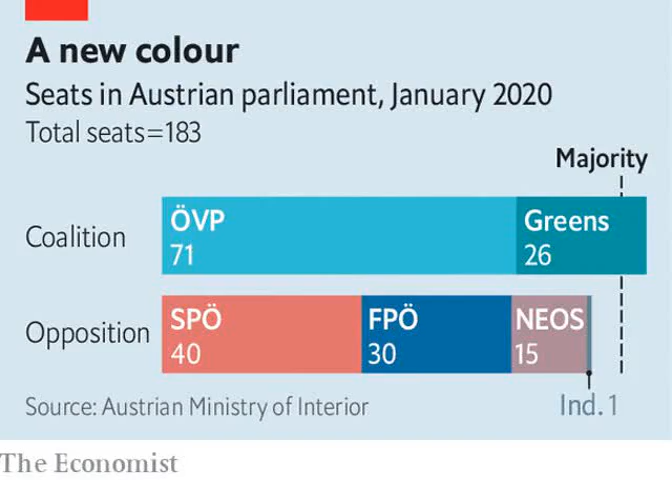 A new colour
Seats in Austrian parliament, January 2020
Total seats=183
Majority
Coalition
ÖVP
71
Greens
26
Opposition
SPÖ
40
FPÖ
30
NEOS
15
Ind. 1
Source: Austrian Ministry of Interior
The Economist